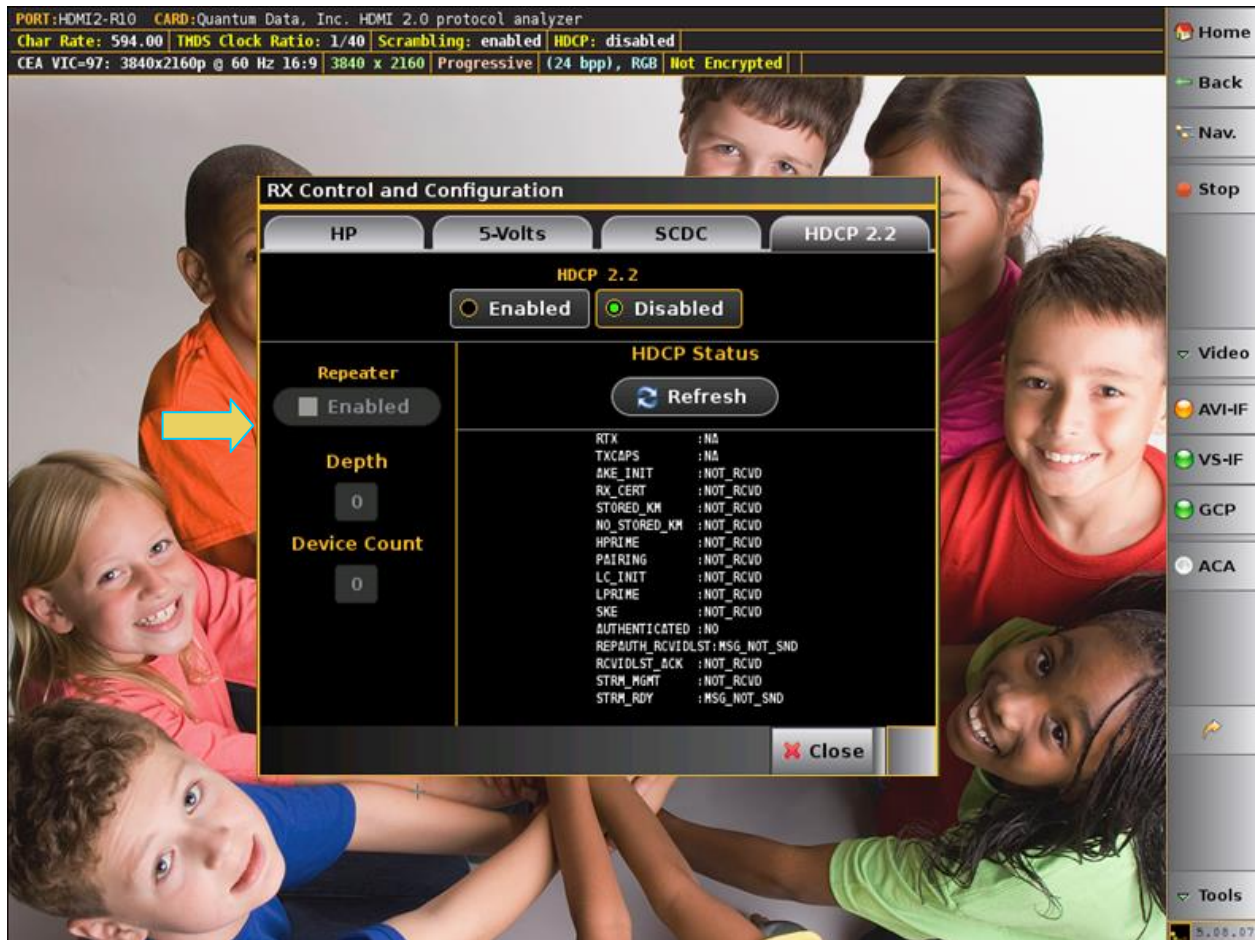 PORT:HDMI2-R10 CARD:Quantum Data, Inc. HDMI 2.0 protocol analyzer
Char Rate: 594.00 TMDS Clock Ratio: 1/40 Scrambling: enabled HDCP: disabled
CEA VIC=97: 3840x2160p @ 60 Hz 16:9 3840 x 2160 Progressive (24 bpp), RGB Not Encrypted
Home
Back
Nav.
Stop
Video
AVI-IF
VS-IF
GCP
ACA
Tools
5.08.07
RX Control and Configuration
HP 5-Volts SCDC HDCP 2.2
HDCP 2.2
Enabled Disabled
Repeater
Enabled
Depth
0
Device Count
0
HDCP Status
Refresh
RTX :NA
TXCAPS :NA
AKE_INIT :NOT_RCVD
RX_CERT :NOT_RCVD
STORED_KM :NOT_RCVD
NO_STORED_KM :NOT_RCVD
HPRIME :NOT_RCVD
PAIRING :NOT_RCVD
LC_INIT :NOT_RCVD
LPRIME :NOT_RCVD
SKE :NOT_RCVD
AUTHENTICATED :NO
REPAUTH_RCVIDLST:MSG_NOT_SND
RCVIDLST_ACK :NOT_RCVD
STRM_MGMT :NOT_RCVD
STRM_RDY :MSG_NOT_SND
Close